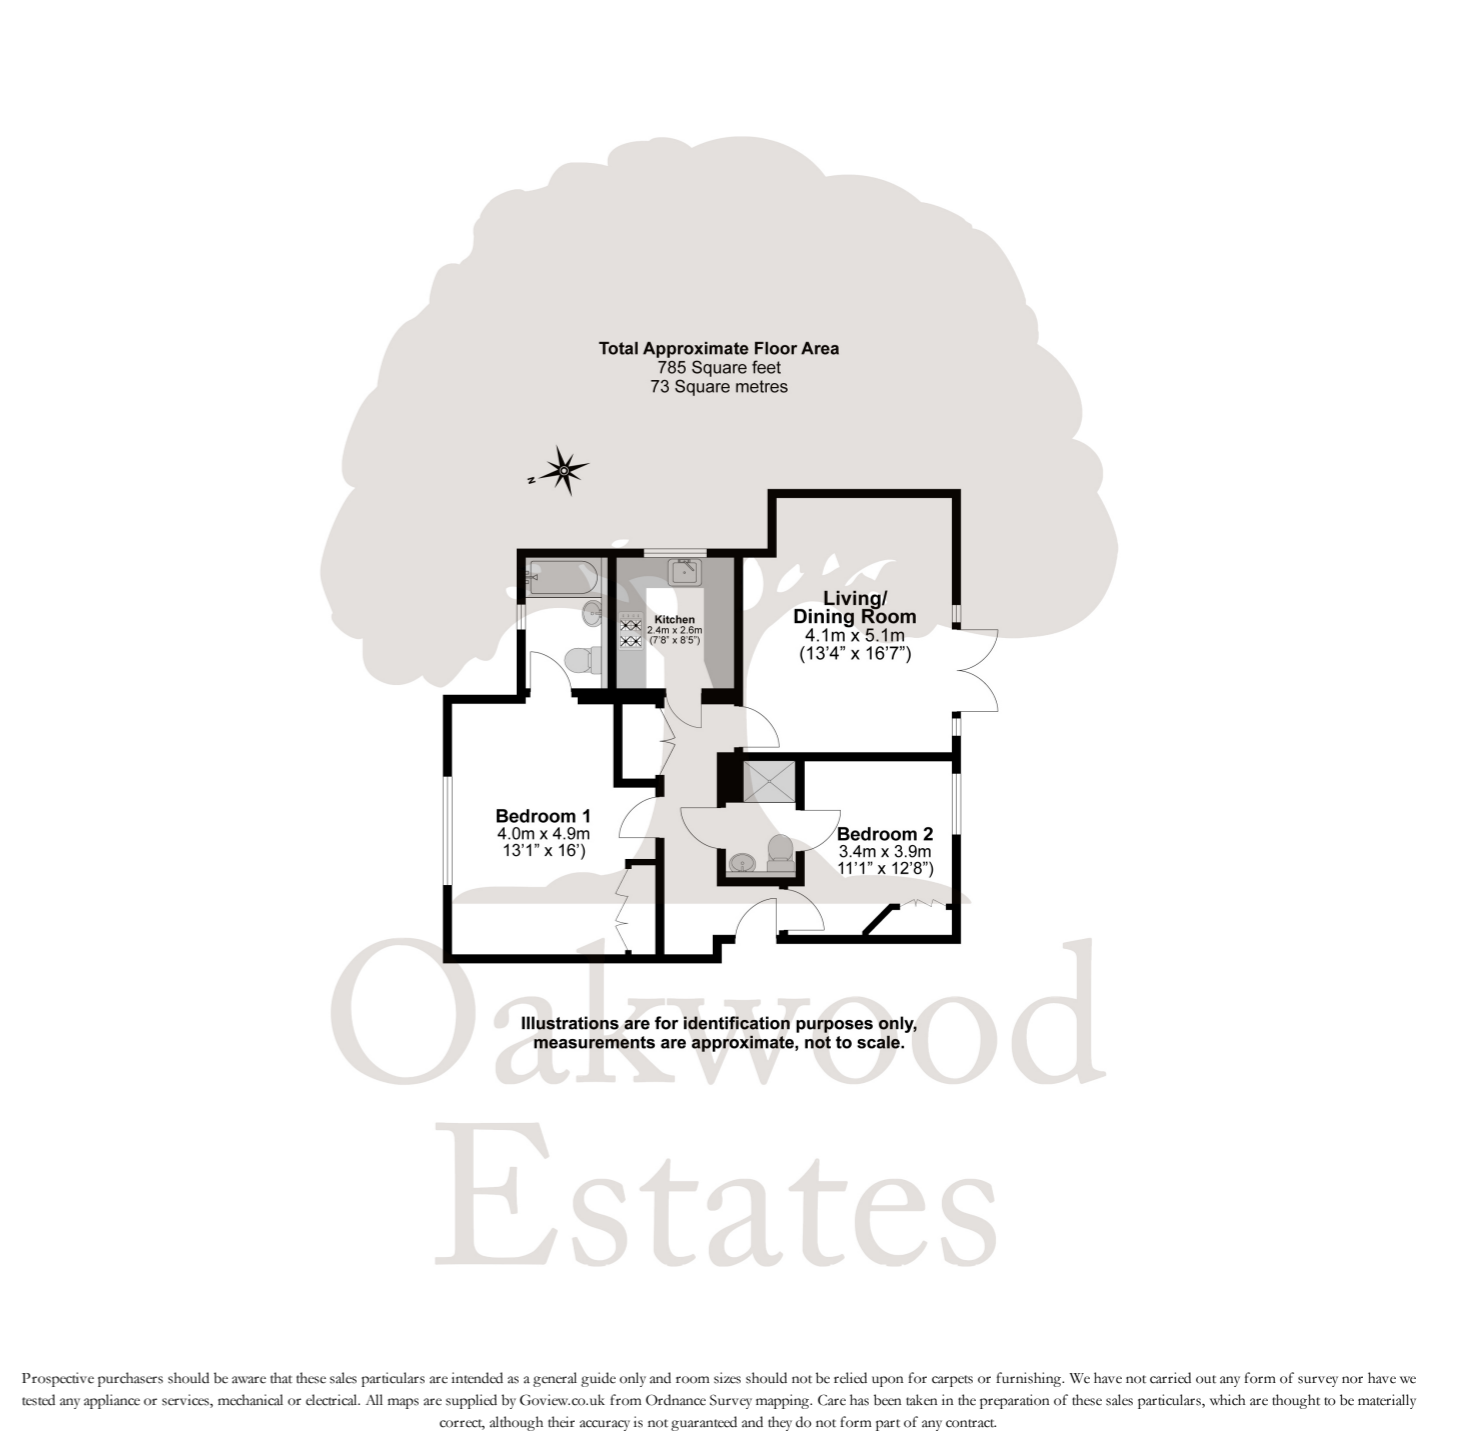 Total Approximate Floor Area
785 Square feet
73 Square metres
N
Living/
Dining Room
4.1m x 5.1m
(13’4” x 16’7”)
Kitchen
2.4m x 2.6m
(7’8” x 8’5”)
Bedroom 1
4.0m x 4.9m
13’1” x 16’)
Bedroom 2
3.4m x 3.9m
11’1” x 12’8”)
Oakwood
Illustrations are for identification purposes only,
measurements are approximate, not to scale.
Estates
Prospective purchasers should be aware that these sales particulars are intended as a general guide only and room sizes should not be relied upon for carpets or furnishing. We have not carried out any form of survey nor have we
tested any appliance or services, mechanical or electrical. All maps are supplied by Goview.co.uk from Ordnance Survey mapping. Care has been taken in the preparation of these sales particulars, which are thought to be materially
correct, although their accuracy is not guaranteed and they do not form part of any contract.